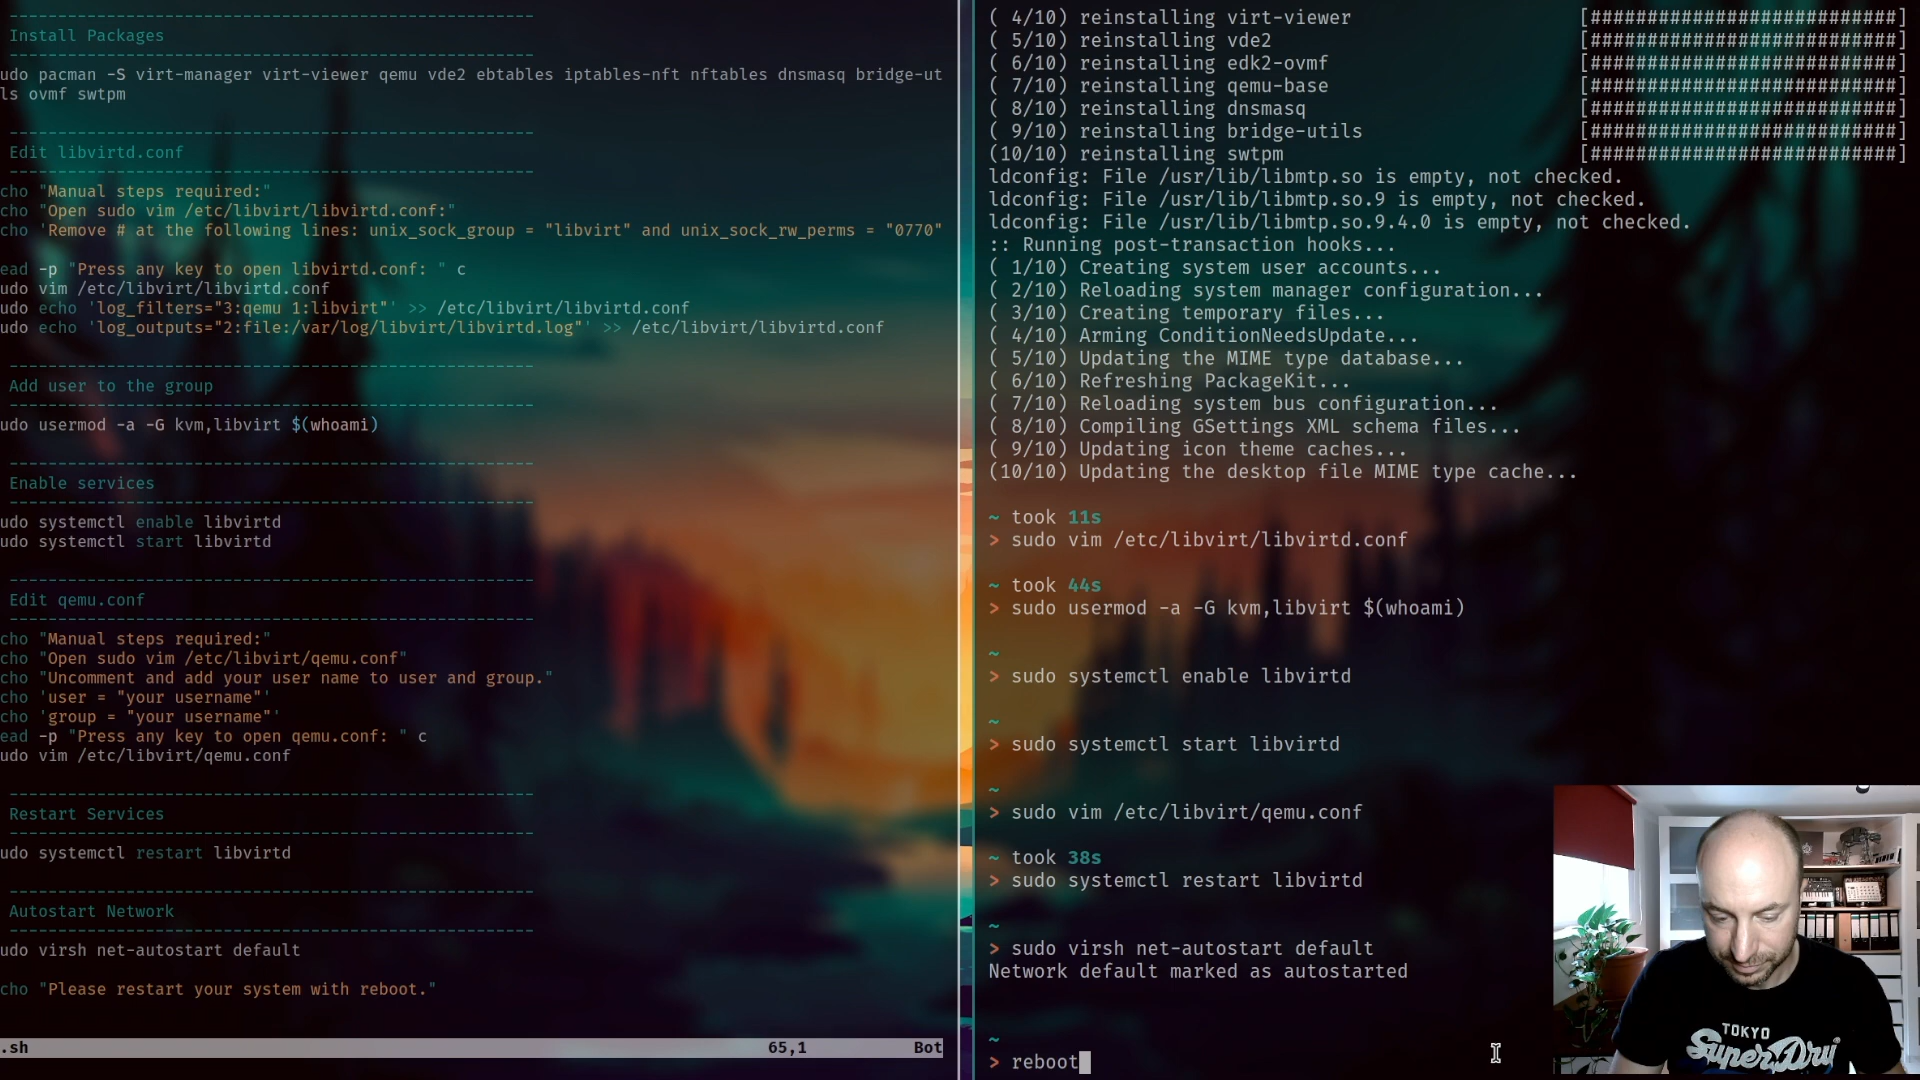 Install Packages
udo pacman -S virt-manager virt-viewer qemu vde2 ebtables iptables-nft nftables dnsmasq bridge-ut
ls ovmf swtpm
Edit libvirtd.conf
cho "Manual steps required:"
cho "Open sudo vim /etc/libvirt/libvirtd.conf:"
cho 'Remove # at the following lines: unix_sock_group = "libvirt" and unix_sock_rw_perms = "0770"
ead -p "Press any key to open libvirtd.conf: " c
udo vim /etc/libvirt/libvirtd.conf
udo echo 'log_filters="3:qemu 1:libvirt"' >> /etc/libvirt/libvirtd.conf
udo echo 'log_outputs="2:file:/var/log/libvirt/libvirtd.log"' >> /etc/libvirt/libvirtd.conf
Add user to the group
udo usermod -a -G kvm,libvirt $(whoami)
Enable services
udo systemctl enable libvirtd
udo systemctl start libvirtd
Edit qemu.conf
cho "Manual steps required:"
cho "Open sudo vim /etc/libvirt/qemu.conf"
cho "Uncomment and add your user name to user and group."
cho 'user = "your username"'
cho 'group = "your username"'
ead -p "Press any key to open qemu.conf: " c
udo vim /etc/libvirt/qemu.conf
Restart Services
udo systemctl restart libvirtd
Autostart Network
udo virsh net-autostart default
cho "Please restart your system with reboot."
.sh 65,1 Bot
( 4/10) reinstalling virt-viewer [###########################]
( 5/10) reinstalling vde2 [###########################]
( 6/10) reinstalling edk2-ovmf [###########################]
( 7/10) reinstalling qemu-base [###########################]
( 8/10) reinstalling dnsmasq [###########################]
( 9/10) reinstalling bridge-utils [###########################]
(10/10) reinstalling swtpm [###########################]
ldconfig: File /usr/lib/libmtp.so is empty, not checked.
ldconfig: File /usr/lib/libmtp.so.9 is empty, not checked.
ldconfig: File /usr/lib/libmtp.so.9.4.0 is empty, not checked.
:: Running post-transaction hooks...
( 1/10) Creating system user accounts...
( 2/10) Reloading system manager configuration...
( 3/10) Creating temporary files...
( 4/10) Arming ConditionNeedsUpdate...
( 5/10) Updating the MIME type database...
( 6/10) Refreshing PackageKit...
( 7/10) Reloading system bus configuration...
( 8/10) Compiling GSettings XML schema files...
( 9/10) Updating icon theme caches...
(10/10) Updating the desktop file MIME type cache...
~ took 11s
> sudo vim /etc/libvirt/libvirtd.conf
~ took 44s
> sudo usermod -a -G kvm,libvirt $(whoami)
~
> sudo systemctl enable libvirtd
~
> sudo systemctl start libvirtd
~
> sudo vim /etc/libvirt/qemu.conf
~ took 38s
> sudo systemctl restart libvirtd
~
> sudo virsh net-autostart default
Network default marked as autostarted
~
> reboot
TOKYO
SuperDry